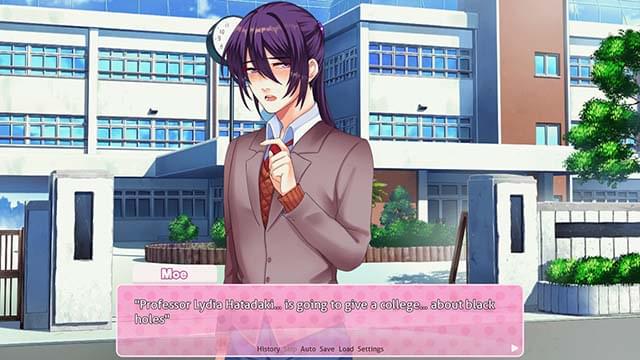 Moe
"Professor Lydia Hatadaki... is going to give a college... about black
holes"
History Skip Auto Save Load Settings